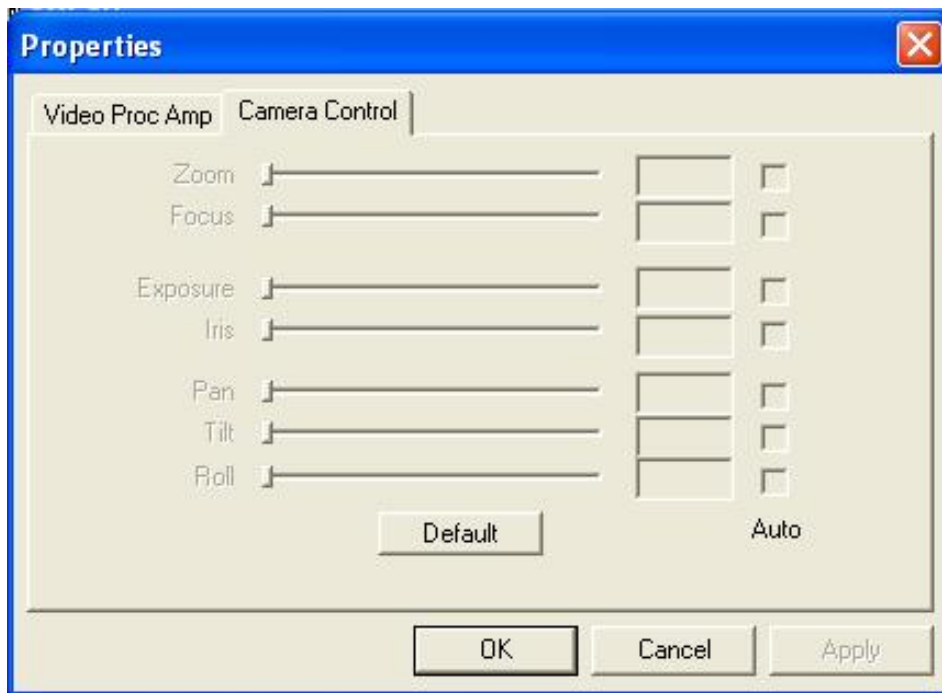 Properties
Video Proc Amp Camera Control
Zoom
Focus
Exposure
Iris
Pan
Tilt
Roll
Default Auto
OK Cancel Apply